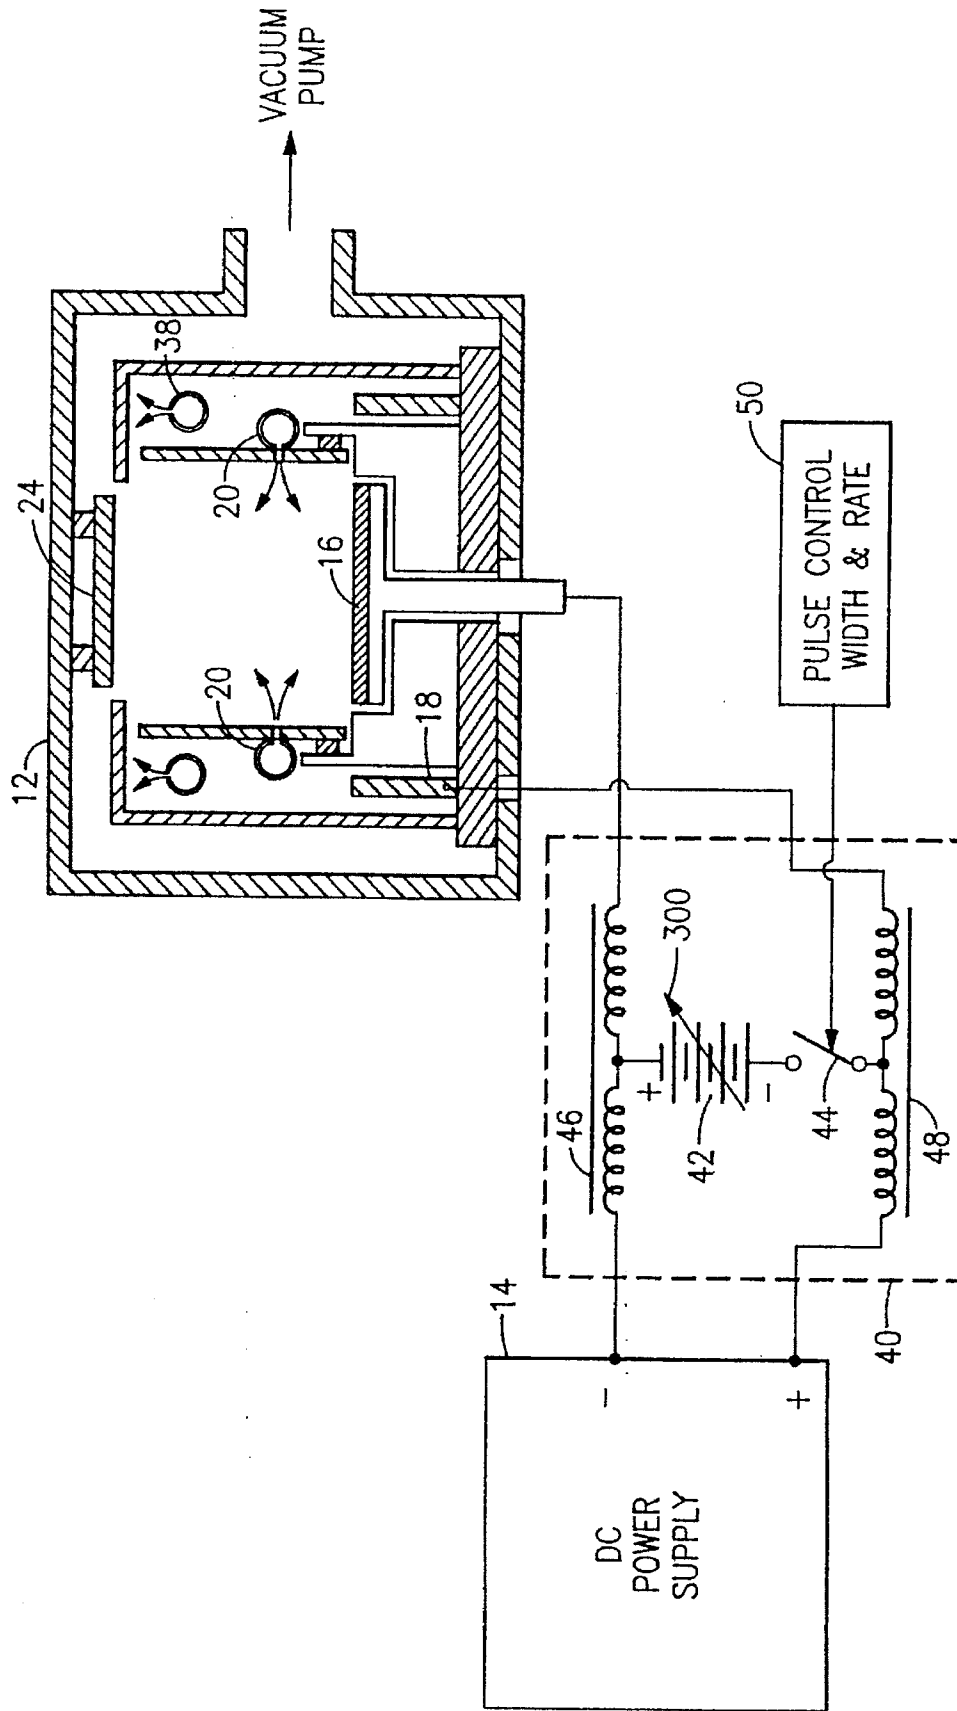 VACUUM
PUMP
12
24
38
20
20
16
18
50
PULSE CONTROL
WIDTH & RATE
46
300
+
42
-
44
48
40
14
-
+
DC
POWER
SUPPLY